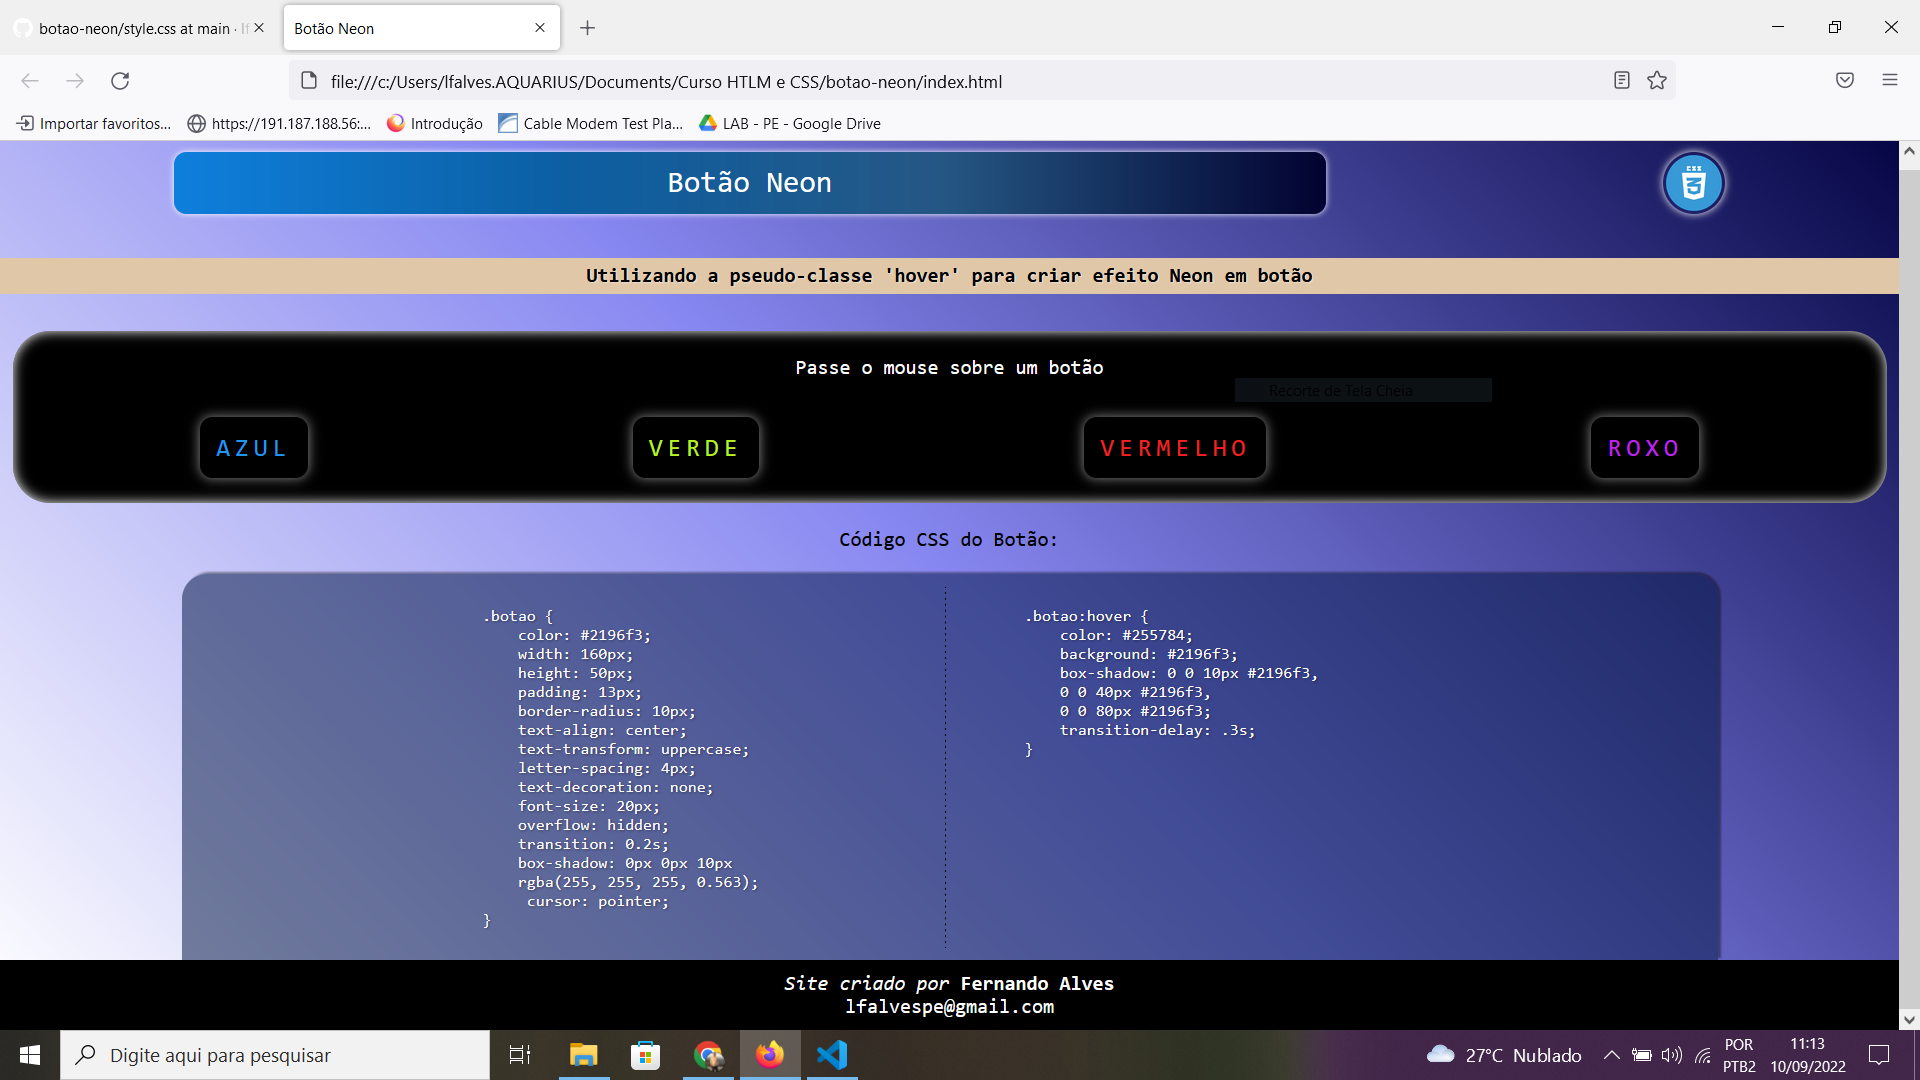 botao-neon/style.css at main · lf
Botão Neon
file:///c:/Users/lfalves.AQUARIUS/Documents/Curso HTLM e CSS/botao-neon/index.html
Importar favoritos...
https://191.187.188.56:...
Introdução
Cable Modem Test Pla...
LAB - PE - Google Drive
Botão Neon
CSS
3
Utilizando a pseudo-classe 'hover' para criar efeito Neon em botão
Passe o mouse sobre um botão
Recorte de Tela Cheia
AZUL
VERDE
VERMELHO
ROXO
Código CSS do Botão:
.botao {
color: #2196f3;
width: 160px;
height: 50px;
padding: 13px;
border-radius: 10px;
text-align: center;
text-transform: uppercase;
letter-spacing: 4px;
text-decoration: none;
font-size: 20px;
overflow: hidden;
transition: 0.2s;
box-shadow: 0px 0px 10px
rgba(255, 255, 255, 0.563);
cursor: pointer;
}
.botao:hover {
color: #255784;
background: #2196f3;
box-shadow: 0 0 10px #2196f3,
0 0 40px #2196f3,
0 0 80px #2196f3;
transition-delay: .3s;
}
Site criado por Fernando Alves
lfalvespe@gmail.com
Digite aqui para pesquisar
27°C Nublado
POR
PTB2
11:13
10/09/2022